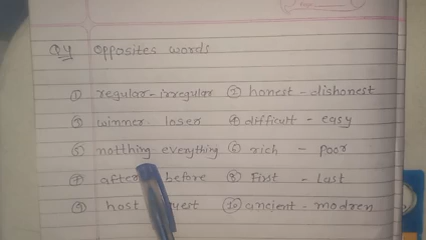 Q4 Opposites words
① regular - irregular ② honest - dishonest
③ winner - loser ④ difficult - easy
⑤ notthing - everything ⑥ rich - poor
⑦ after before ⑧ First - Last
⑨ host ⑩ ancient - modren